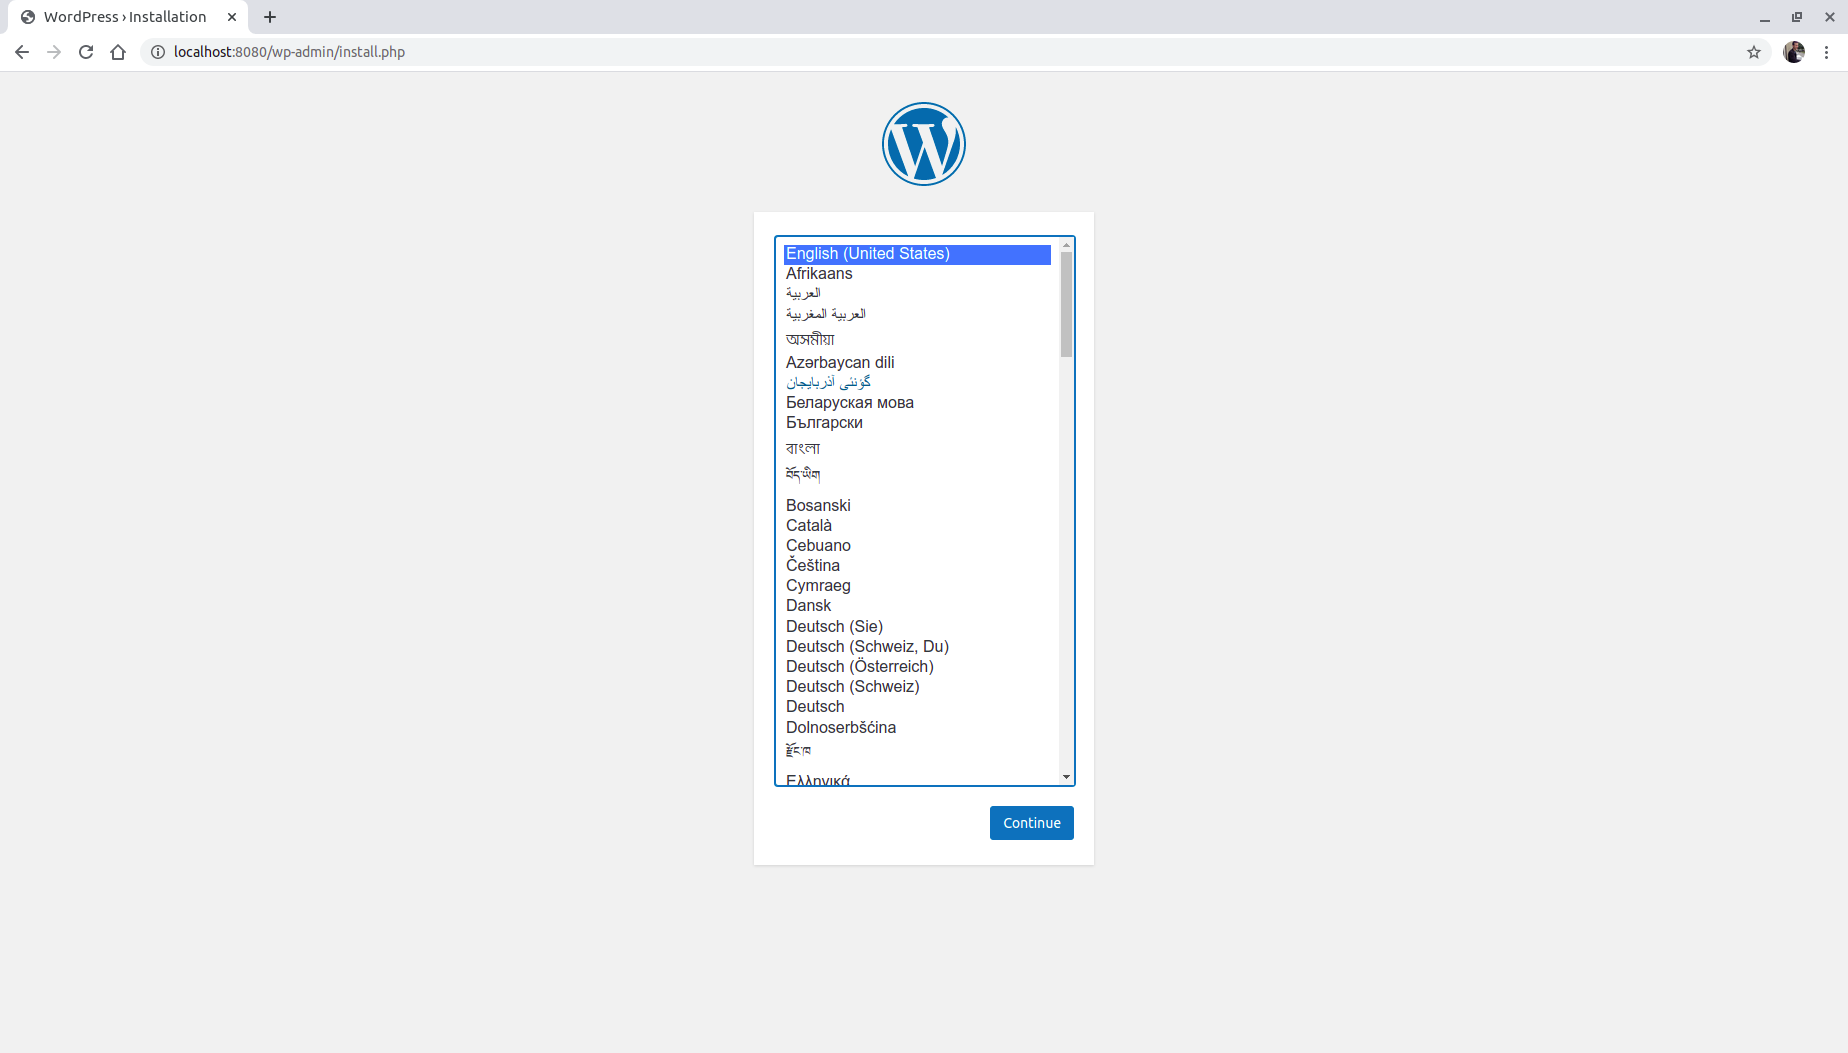 WordPress › Installation
localhost:8080/wp-admin/install.php
English (United States)
Afrikaans
العربية
العربية المغربية
অসমীয়া
Azərbaycan dili
گؤنئی آذربایجان
Беларуская мова
Български
বাংলা
བོད་ཡིག
Bosanski
Català
Cebuano
Čeština
Cymraeg
Dansk
Deutsch (Sie)
Deutsch (Schweiz, Du)
Deutsch (Österreich)
Deutsch (Schweiz)
Deutsch
Dolnoserbšćina
རྫོང་ཁ
Ελληνικά
Continue